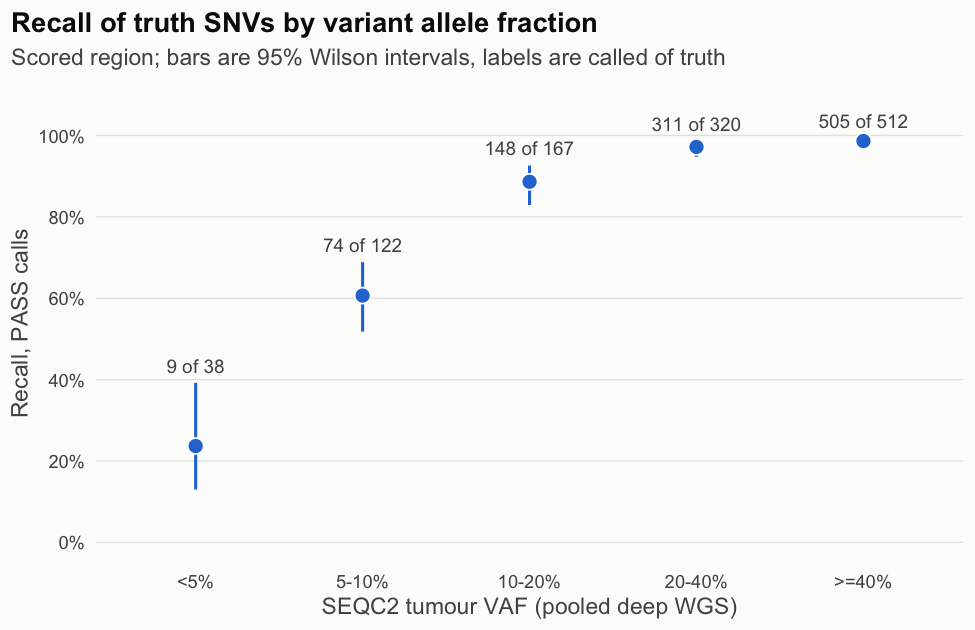 Recall of truth SNVs by variant allele fraction
Scored region; bars are 95% Wilson intervals, labels are called of truth
Recall, PASS calls
100%
80%
60%
40%
20%
0%
9 of 38
74 of 122
148 of 167
311 of 320
505 of 512
<5%
5-10%
10-20%
20-40%
>=40%
SEQC2 tumour VAF (pooled deep WGS)